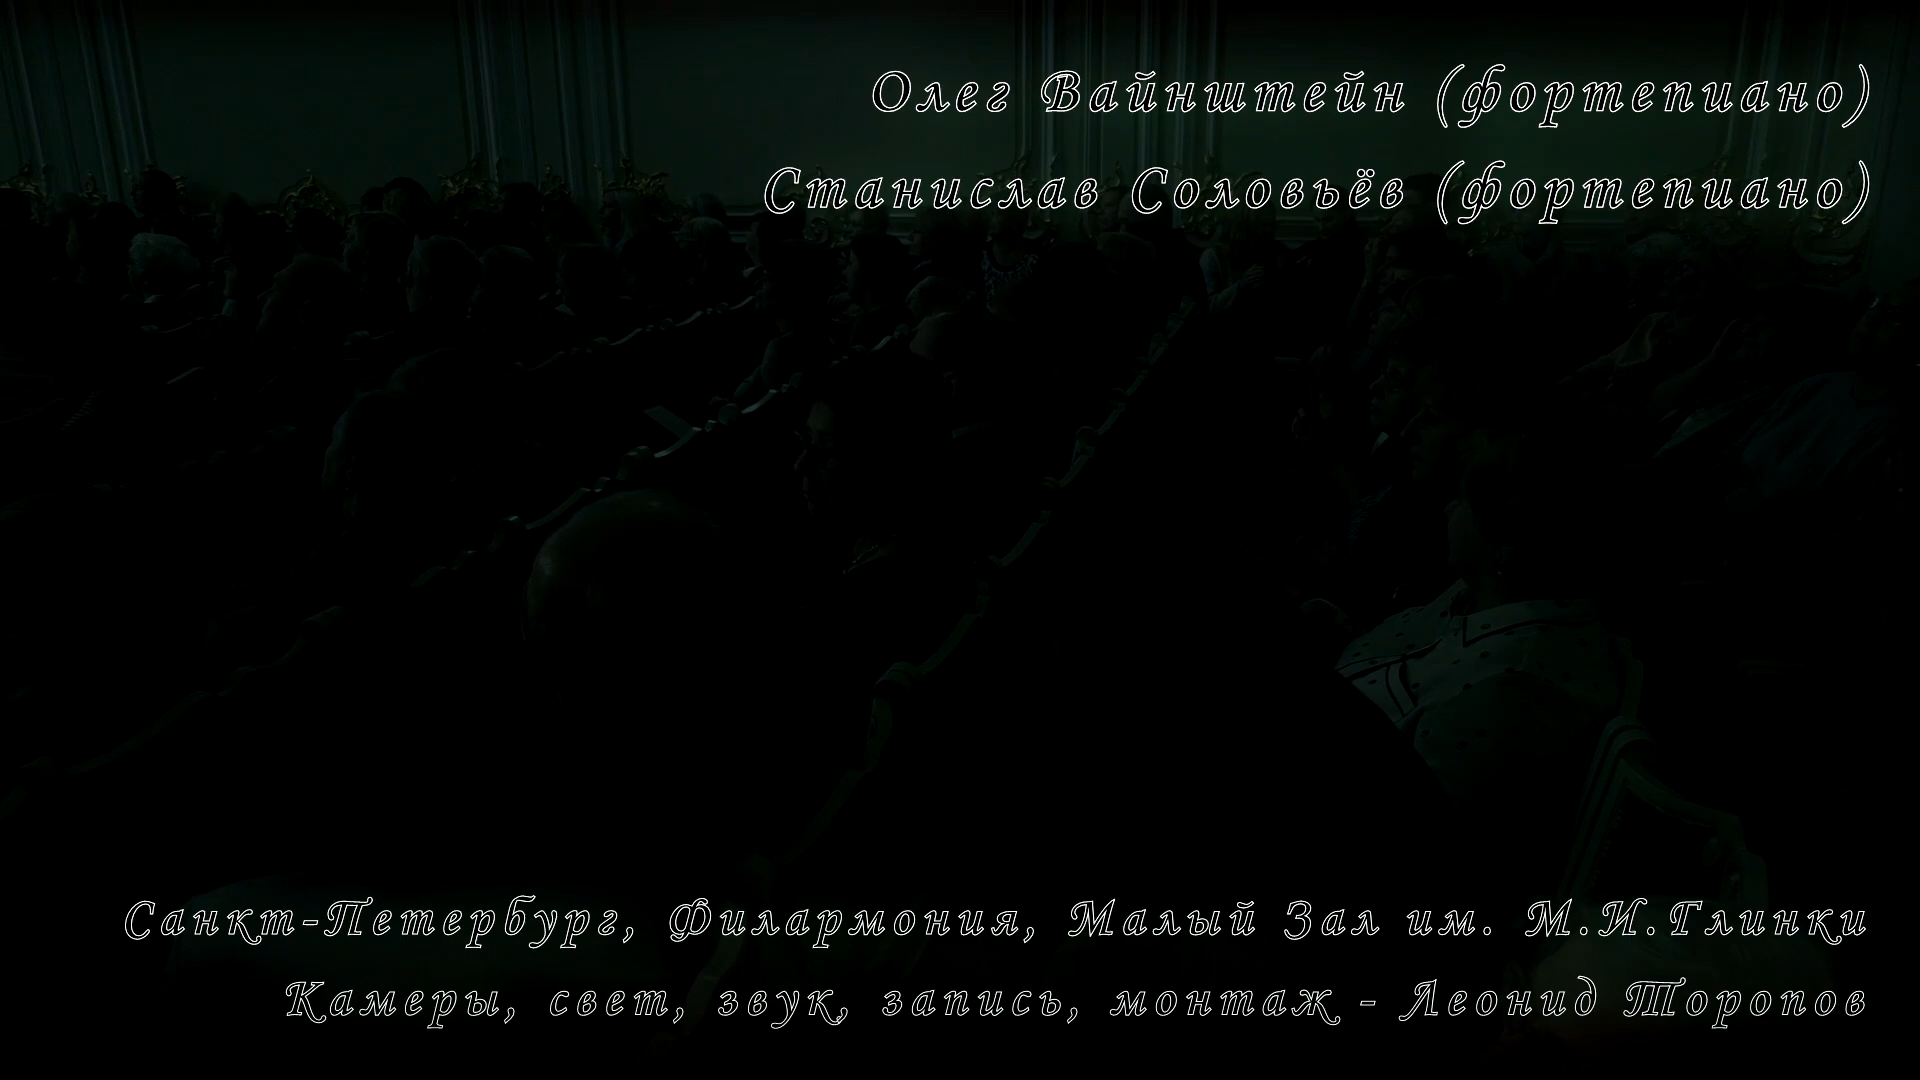 Олег Вайнштейн (фортепиано)
Станислав Соловьёв (фортепиано)
Санкт-Петербург, Филармония, Малый Зал им. М.И.Глинки
Камеры, свет, звук, запись, монтаж - Леонид Торопов